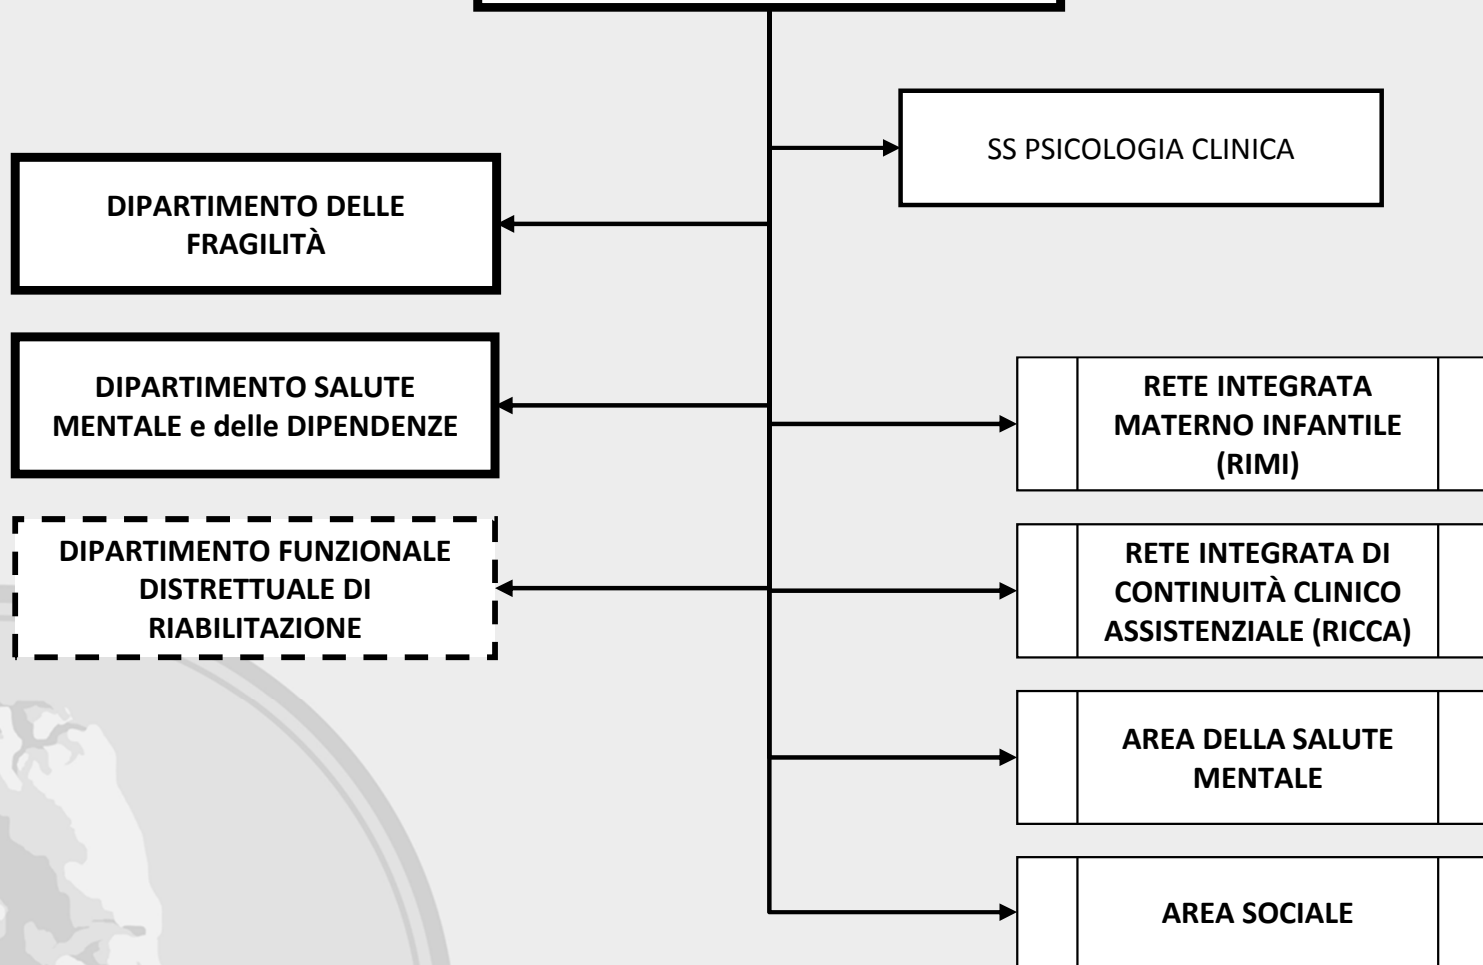 SS PSICOLOGIA CLINICA
DIPARTIMENTO DELLE
FRAGILITÀ
DIPARTIMENTO SALUTE
MENTALE e delle DIPENDENZE
DIPARTIMENTO FUNZIONALE
DISTRETTUALE DI
RIABILITAZIONE
RETE INTEGRATA
MATERNO INFANTILE
(RIMI)
RETE INTEGRATA DI
CONTINUITÀ CLINICO
ASSISTENZIALE (RICCA)
AREA DELLA SALUTE
MENTALE
AREA SOCIALE